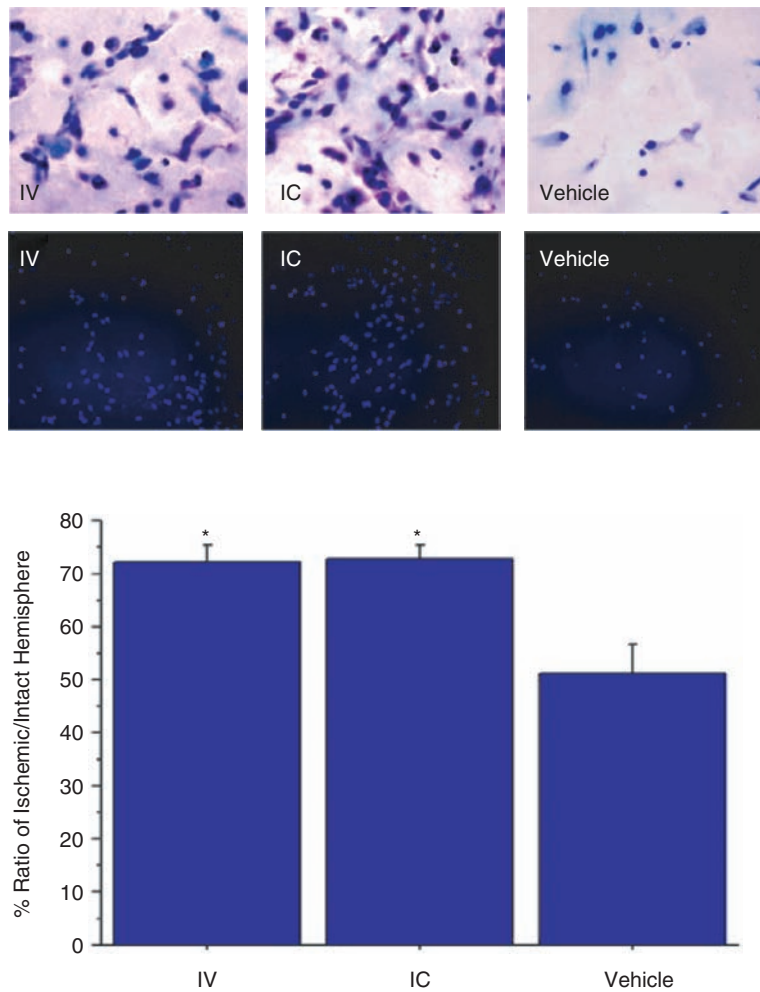 IV
IC
Vehicle
IV
IC
Vehicle
% Ratio of Ischemic/Intact Hemisphere
80
70
60
50
40
30
20
10
0
*
*
IV
IC
Vehicle